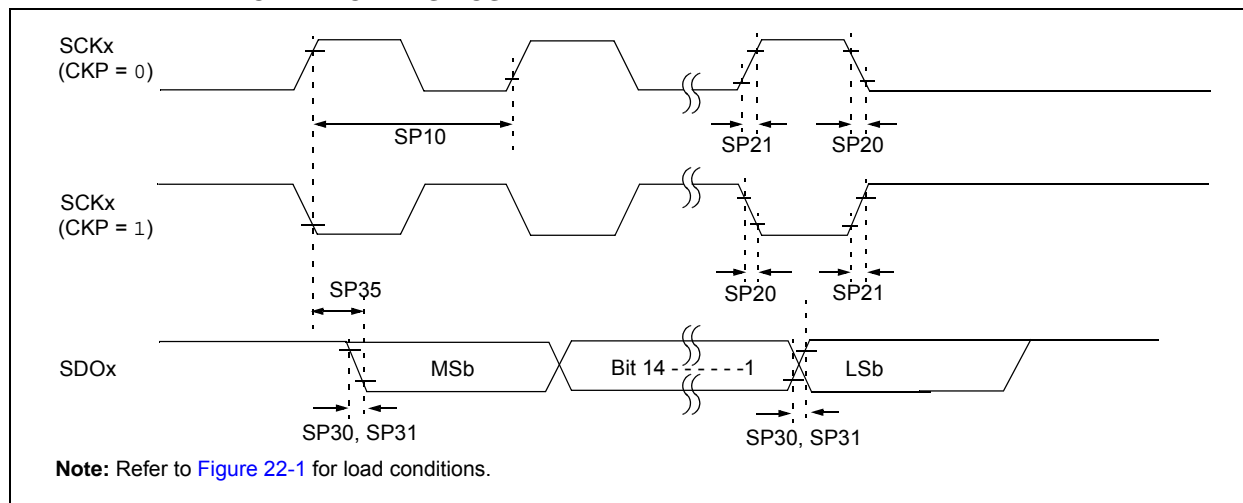 SCKx
(CKP = 0)
SP10
SP21
SP20
SCKx
(CKP = 1)
SP35
SP20
SP21
SDOx
MSb
Bit 14 - - - - - -1
LSb
SP30, SP31
SP30, SP31
Note: Refer to Figure 22-1 for load conditions.